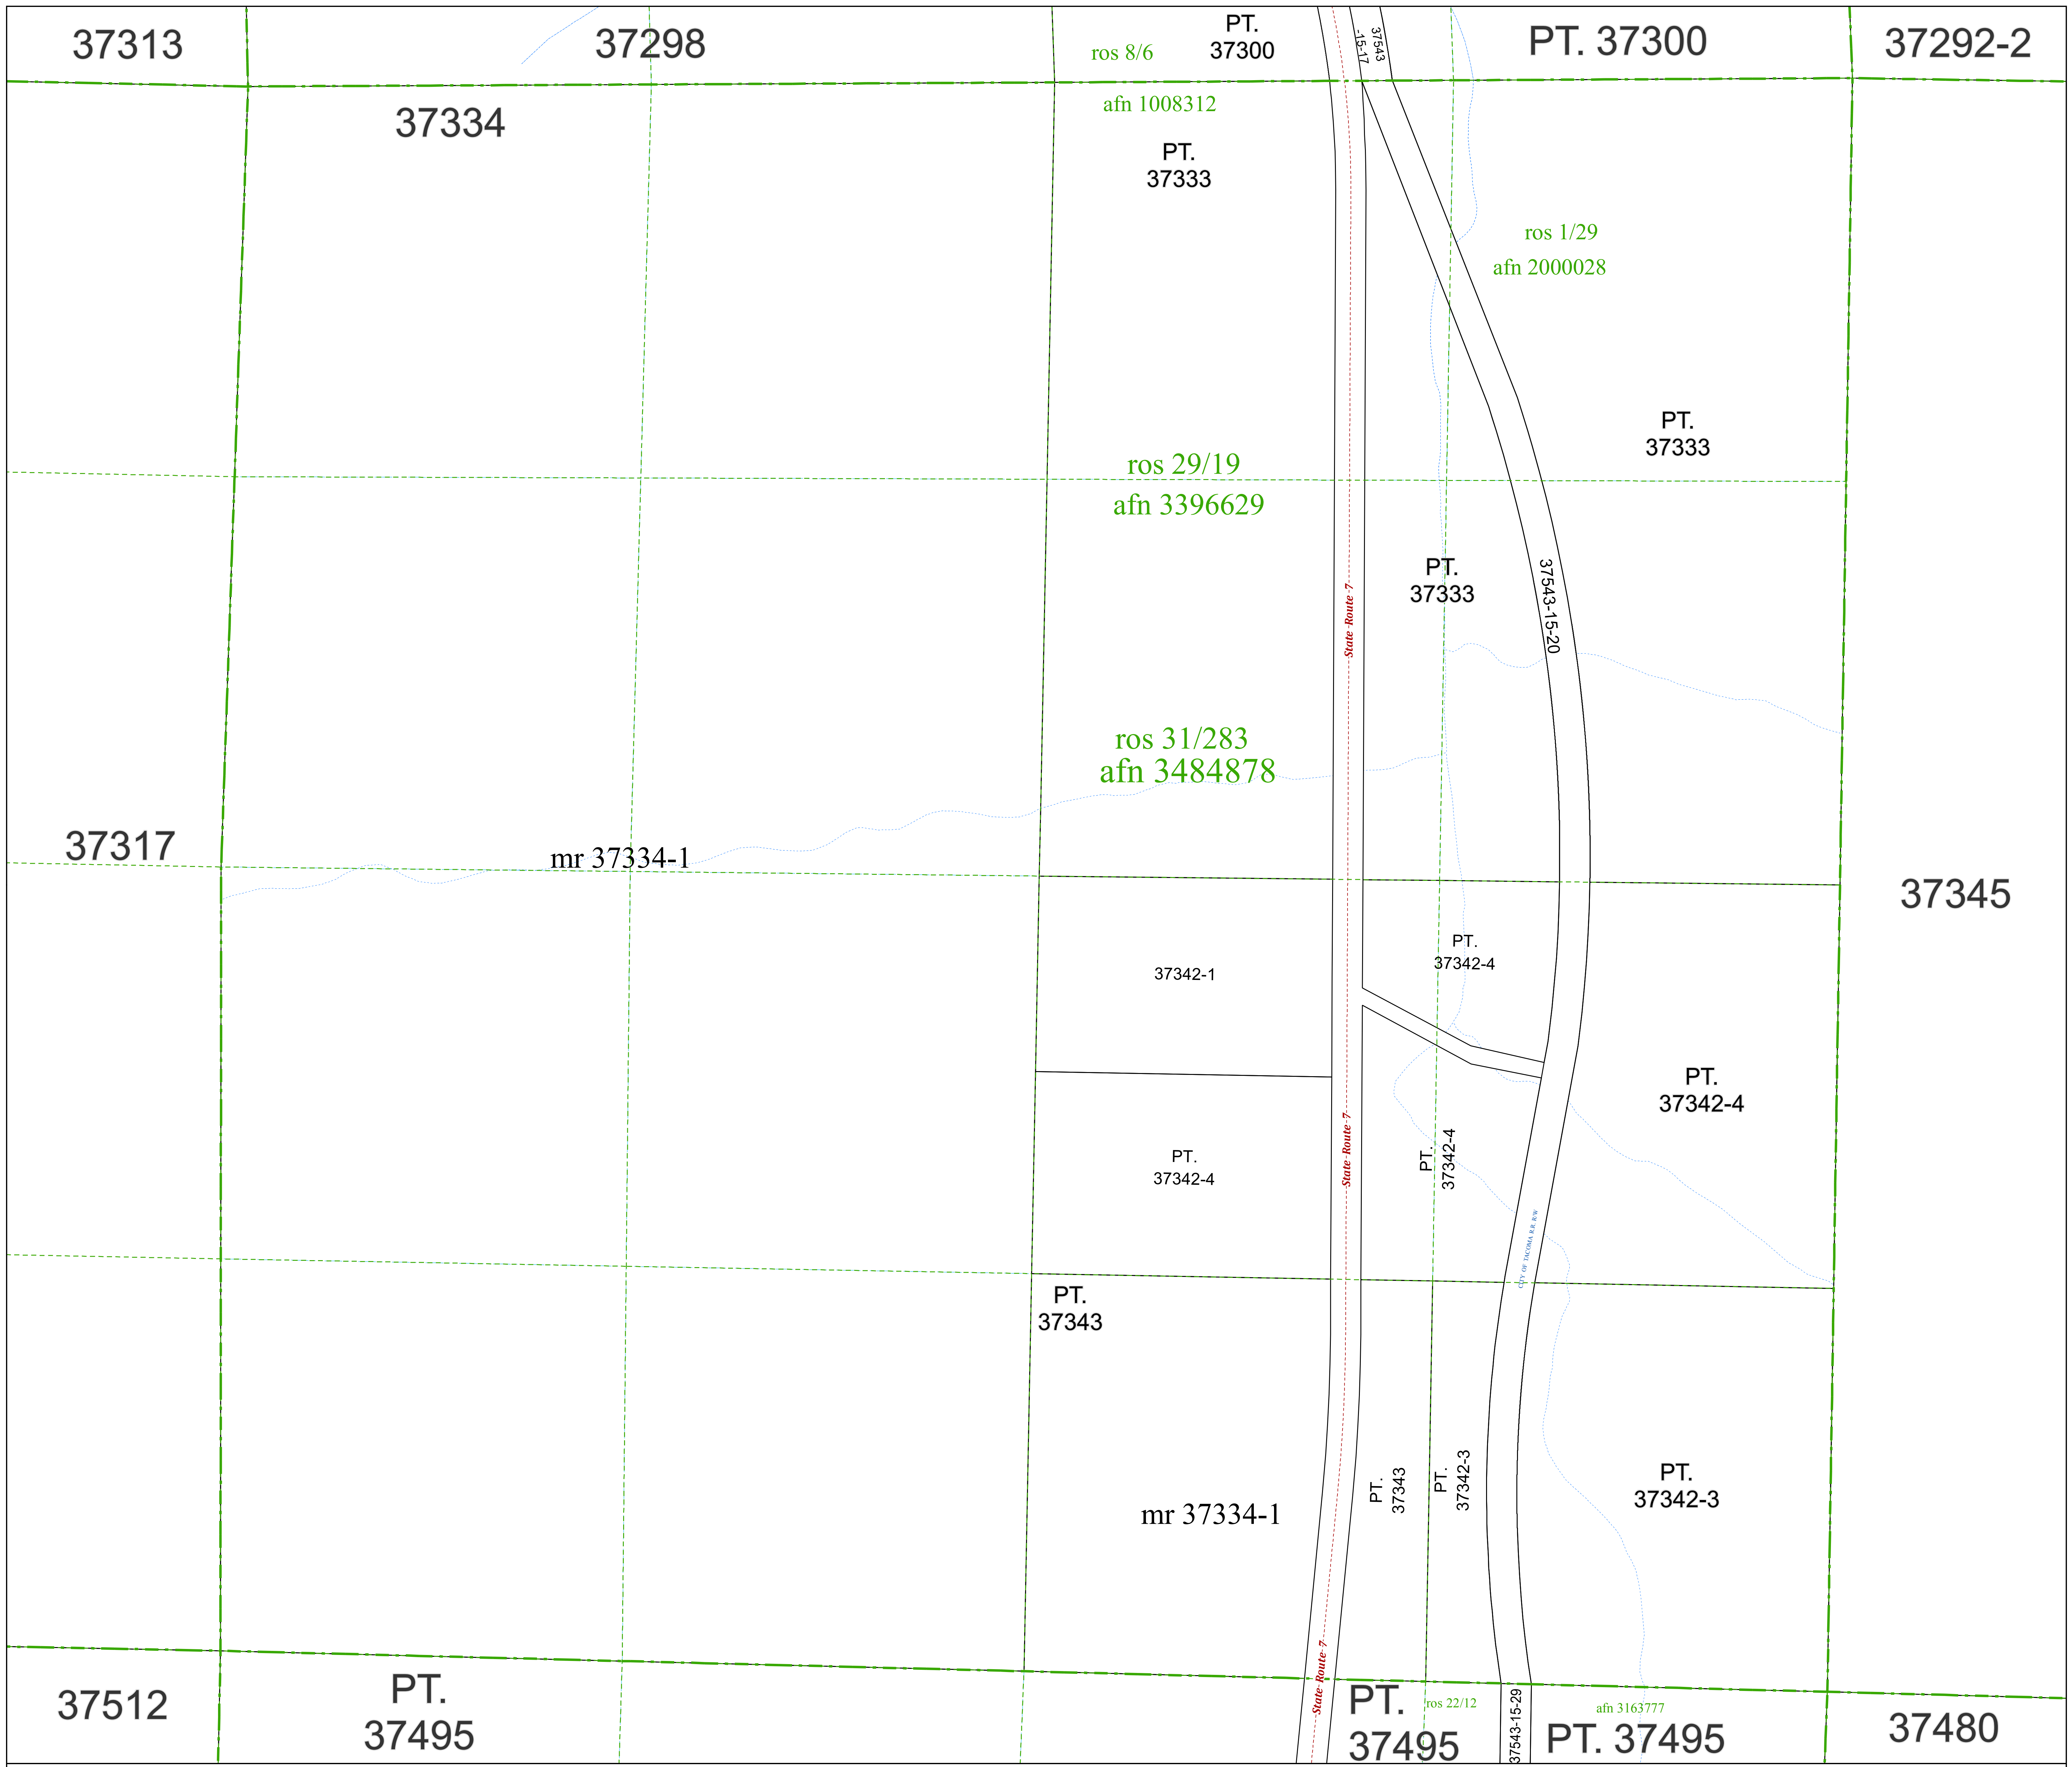 37313
37298
ros 8/6
PT.
37300
37543
-15-17
PT. 37300
37292-2
37334
afn 1008312
PT.
37333
ros 1/29
afn 2000028
PT.
37333
ros 29/19
afn 3396629
PT.
37333
State Route 7
37543-15-20
ros 31/283
afn 3484878
37317
mr 37334-1
37345
37342-1
PT.
37342-4
PT.
37342-4
PT.
37342-4
State Route 7
PT.
37342-4
CITY OF TACOMA R.R. R/W
PT.
37343
mr 37334-1
PT.
37343
PT.
37342-3
PT.
37342-3
State Route 7
37512
PT.
37495
PT.
37495
ros 22/12
37543-15-29
afn 3163777
PT. 37495
37480